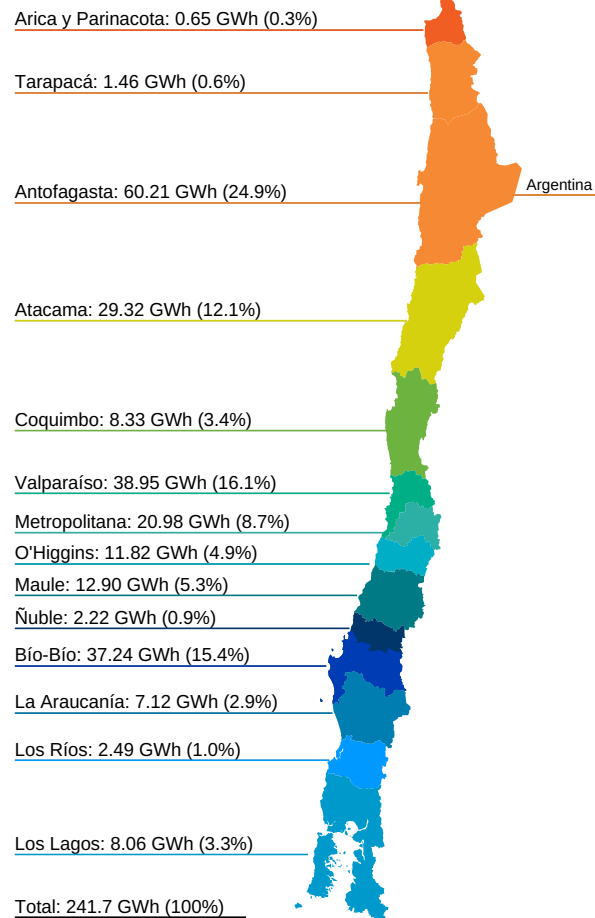 Arica y Parinacota: 0.65 GWh (0.3%)
Tarapacá: 1.46 GWh (0.6%)
Antofagasta: 60.21 GWh (24.9%)
Argentina
Atacama: 29.32 GWh (12.1%)
Coquimbo: 8.33 GWh (3.4%)
Valparaíso: 38.95 GWh (16.1%)
Metropolitana: 20.98 GWh (8.7%)
O'Higgins: 11.82 GWh (4.9%)
Maule: 12.90 GWh (5.3%)
Ñuble: 2.22 GWh (0.9%)
Bío-Bío: 37.24 GWh (15.4%)
La Araucanía: 7.12 GWh (2.9%)
Los Ríos: 2.49 GWh (1.0%)
Los Lagos: 8.06 GWh (3.3%)
Total: 241.7 GWh (100%)